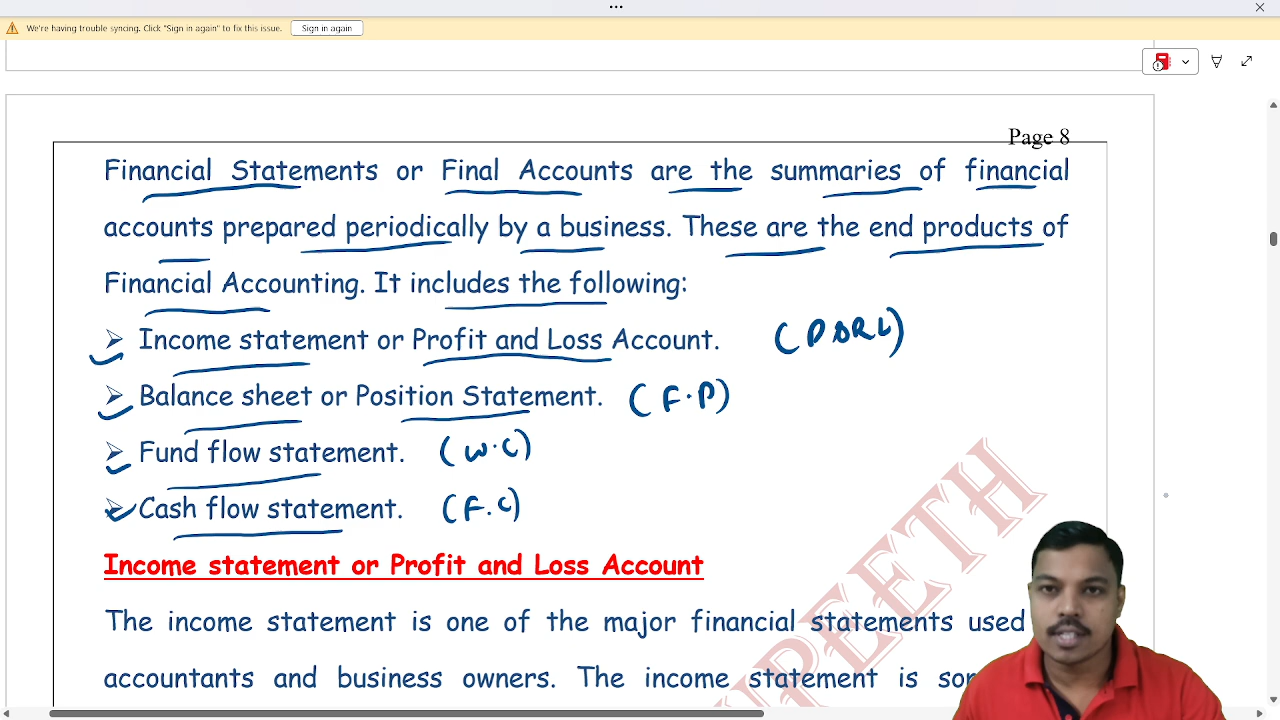 We're having trouble syncing. Click "Sign in again" to fix this issue. Sign in again
Page 8
Financial Statements or Final Accounts are the summaries of financial
accounts prepared periodically by a business. These are the end products of
Financial Accounting. It includes the following:
Income statement or Profit and Loss Account.
Balance sheet or Position Statement. (F.P)
Fund flow statement. (W.C)
Cash flow statement. (F.C)
Income statement or Profit and Loss Account
The income statement is one of the major financial statements used
accountants and business owners. The income statement is
PEETH